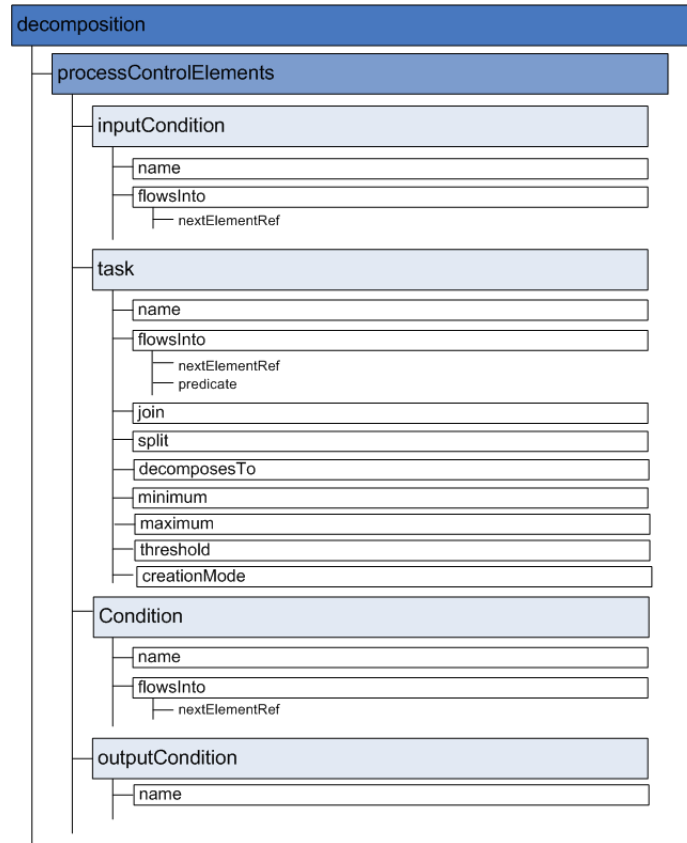 decomposition
processControlElements
inputCondition
name
flowsInto
nextElementRef
task
name
flowsInto
nextElementRef
predicate
join
split
decomposesTo
minimum
maximum
threshold
creationMode
Condition
name
flowsInto
nextElementRef
outputCondition
name